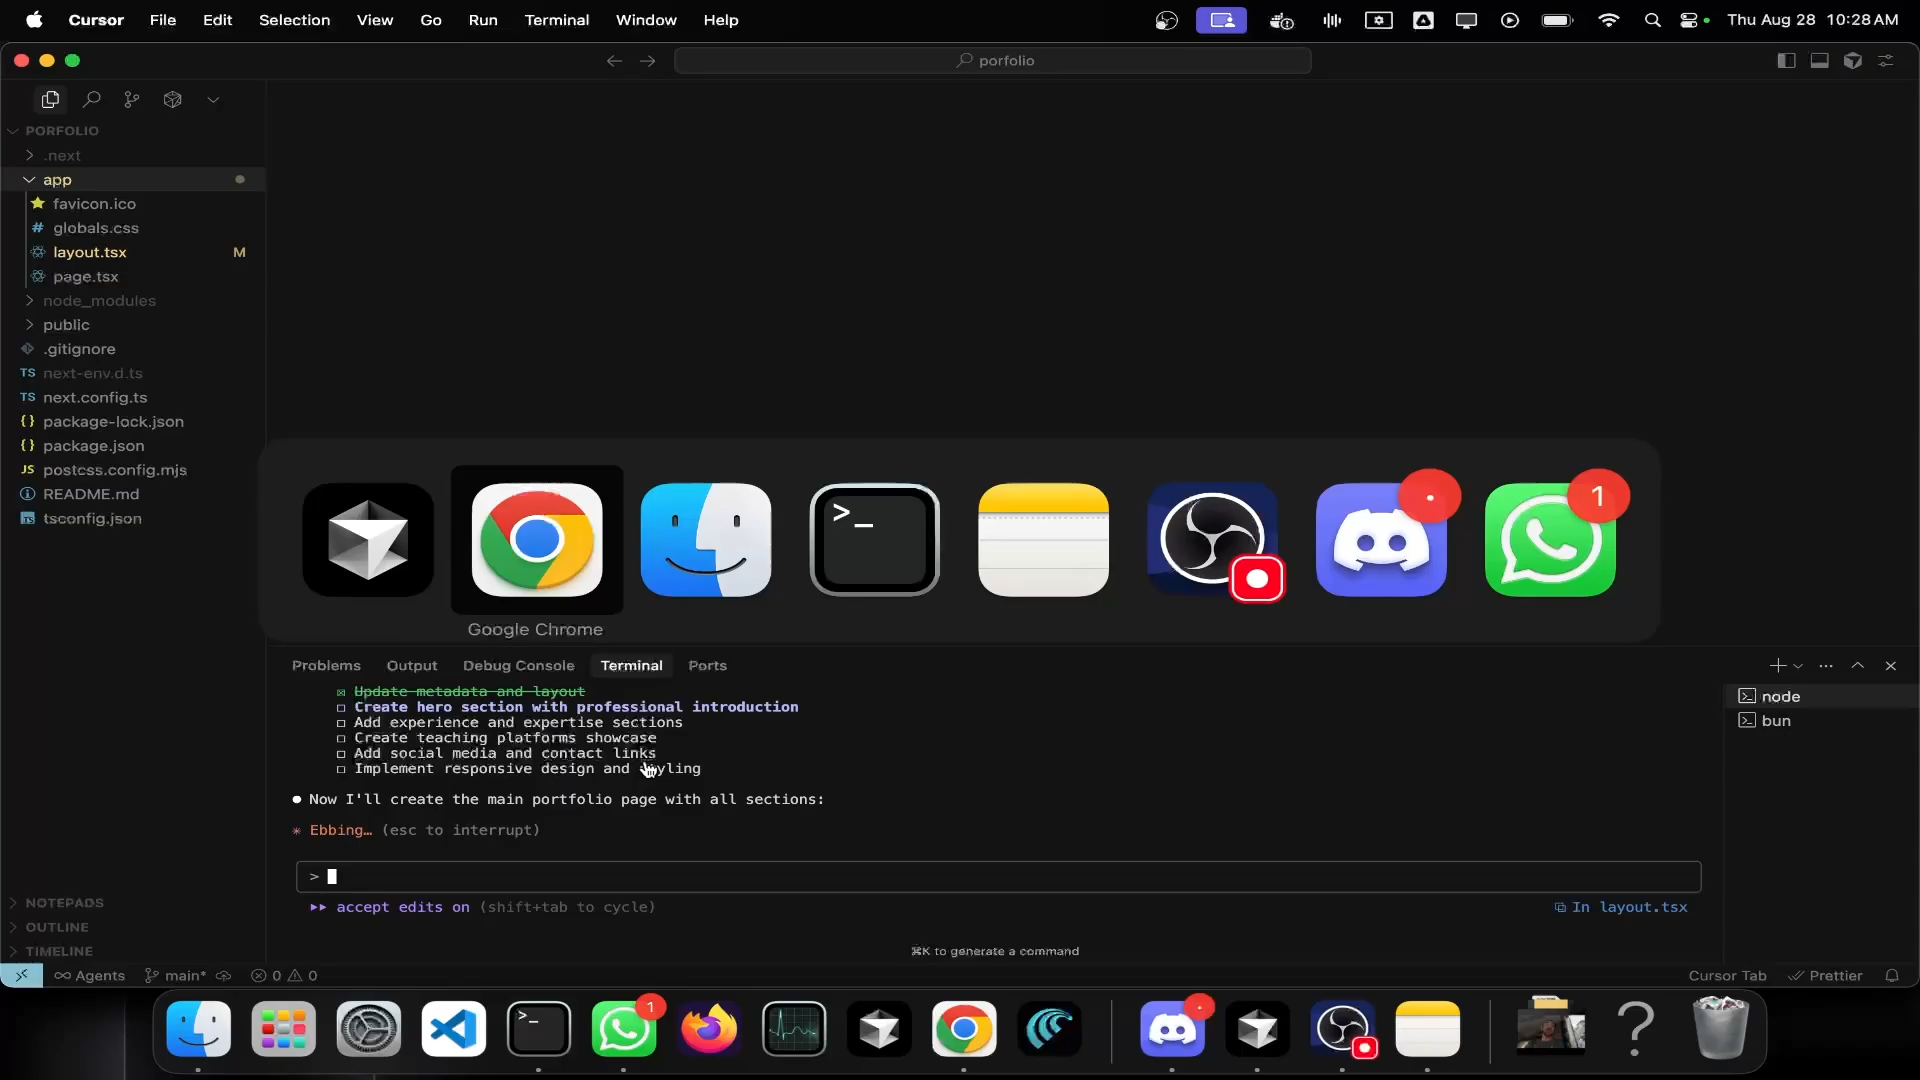 Cursor File Edit Selection View Go Run Terminal Window Help Thu Aug 28 10:28 AM
porfolio
PORFOLIO
.next
app
favicon.ico
# globals.css
layout.tsx M
page.tsx
node_modules
public
.gitignore
TS next-env.d.ts
TS next.config.ts
{} package-lock.json
{} package.json
JS postcss.config.mjs
README.md
tsconfig.json
1
Google Chrome
Problems Output Debug Console Terminal Ports
☒ Update metadata and layout
☐ Create hero section with professional introduction
☐ Add experience and expertise sections
☐ Create teaching platforms showcase
☐ Add social media and contact links
☐ Implement responsive design and styling
● Now I'll create the main portfolio page with all sections:
✳ Ebbing… (esc to interrupt)
>
▸▸ accept edits on (shift+tab to cycle)
⧉ In layout.tsx
⌘K to generate a command
node
bun
NOTEPADS
OUTLINE
TIMELINE
Agents main* 0 0 Cursor Tab Prettier
1